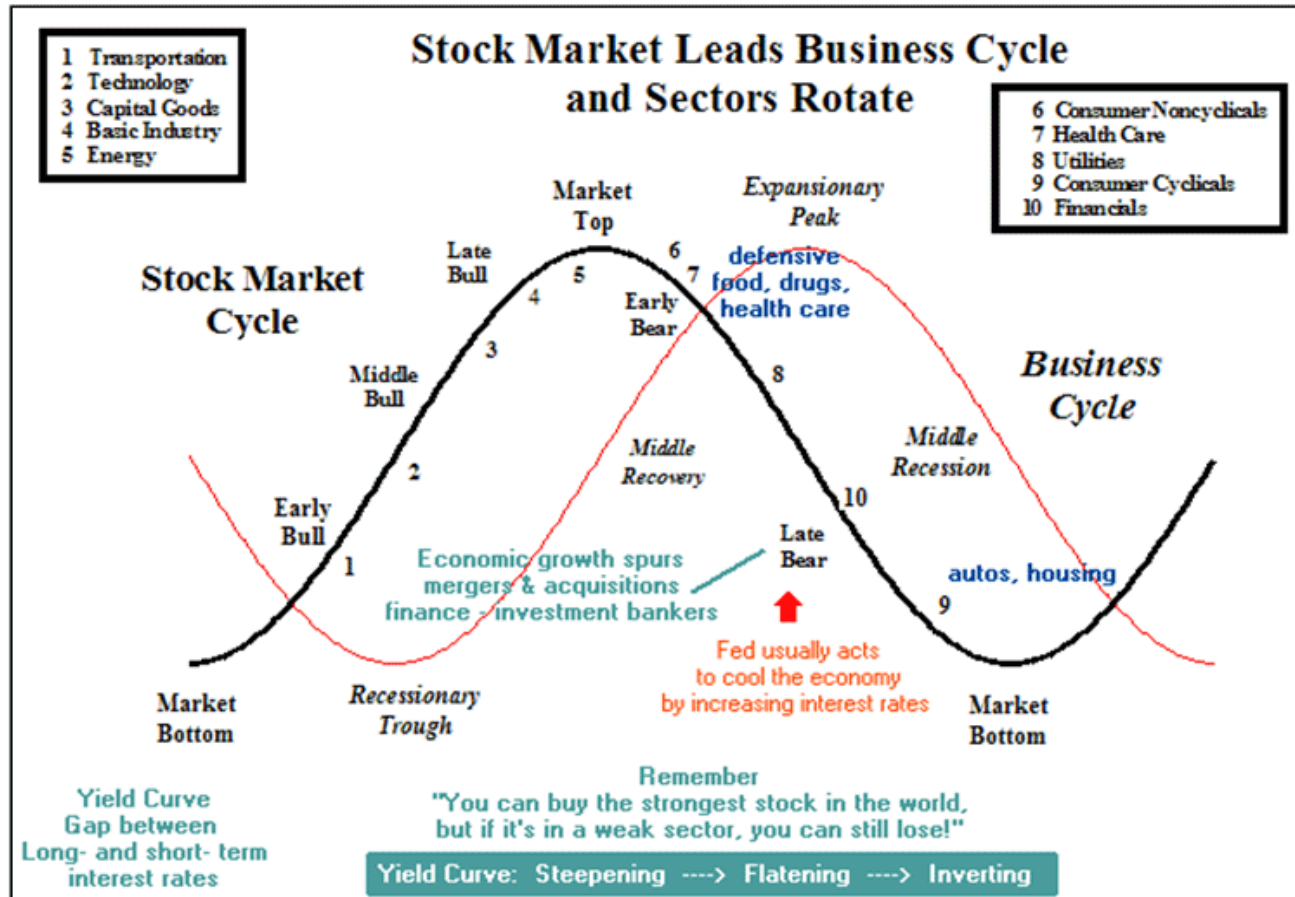 Stock Market Leads Business Cycle
and Sectors Rotate
1 Transportation
2 Technology
3 Capital Goods
4 Basic Industry
5 Energy
6 Consumer Noncyclicals
7 Health Care
8 Utilities
9 Consumer Cyclicals
10 Financials
Stock Market
Cycle
Business
Cycle
Market
Top
Expansionary
Peak
Late
Bull
6
defensive
food, drugs,
health care
5
7
4
Early
Bear
3
Middle
Bull
8
Middle
Recovery
Middle
Recession
2
10
Early
Bull
Late
Bear
1
Economic growth spurs
mergers & acquisitions
finance - investment bankers
autos, housing
9
Fed usually acts
to cool the economy
by increasing interest rates
Market
Bottom
Recessionary
Trough
Market
Bottom
Yield Curve
Gap between
Long- and short- term
interest rates
Remember
"You can buy the strongest stock in the world,
but if it's in a weak sector, you can still lose!"
Yield Curve: Steepening ----> Flatening ----> Inverting